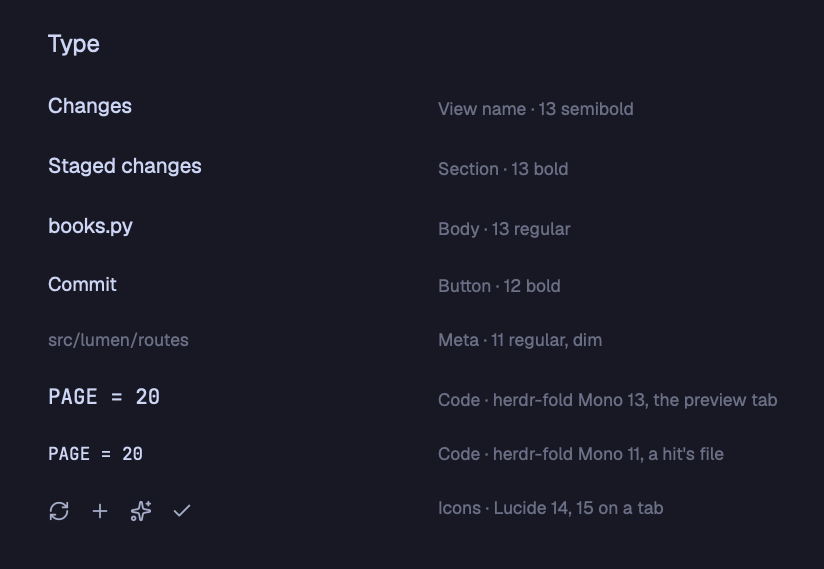 Type
Changes
View name · 13 semibold
Staged changes
Section · 13 bold
books.py
Body · 13 regular
Commit
Button · 12 bold
src/lumen/routes
Meta · 11 regular, dim
PAGE = 20
Code · herdr-fold Mono 13, the preview tab
PAGE = 20
Code · herdr-fold Mono 11, a hit's file
Icons · Lucide 14, 15 on a tab